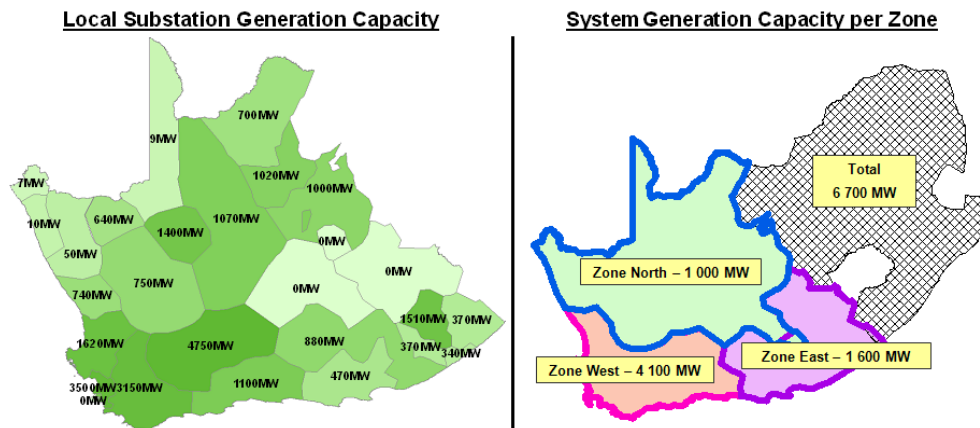 Local Substation Generation Capacity
700MW
9MW
1020MW
1000MW
7MW
640MW
1070MW
10MW
1400MW
0MW
50MW
0MW
750MW
0MW
740MW
1510MW
370MW
1620MW
4750MW
880MW
370MW
340MW
470MW
3500MW
3150MW
1100MW
0MW
System Generation Capacity per Zone
Total
6 700 MW
Zone North – 1 000 MW
Zone East – 1 600 MW
Zone West – 4 100 MW